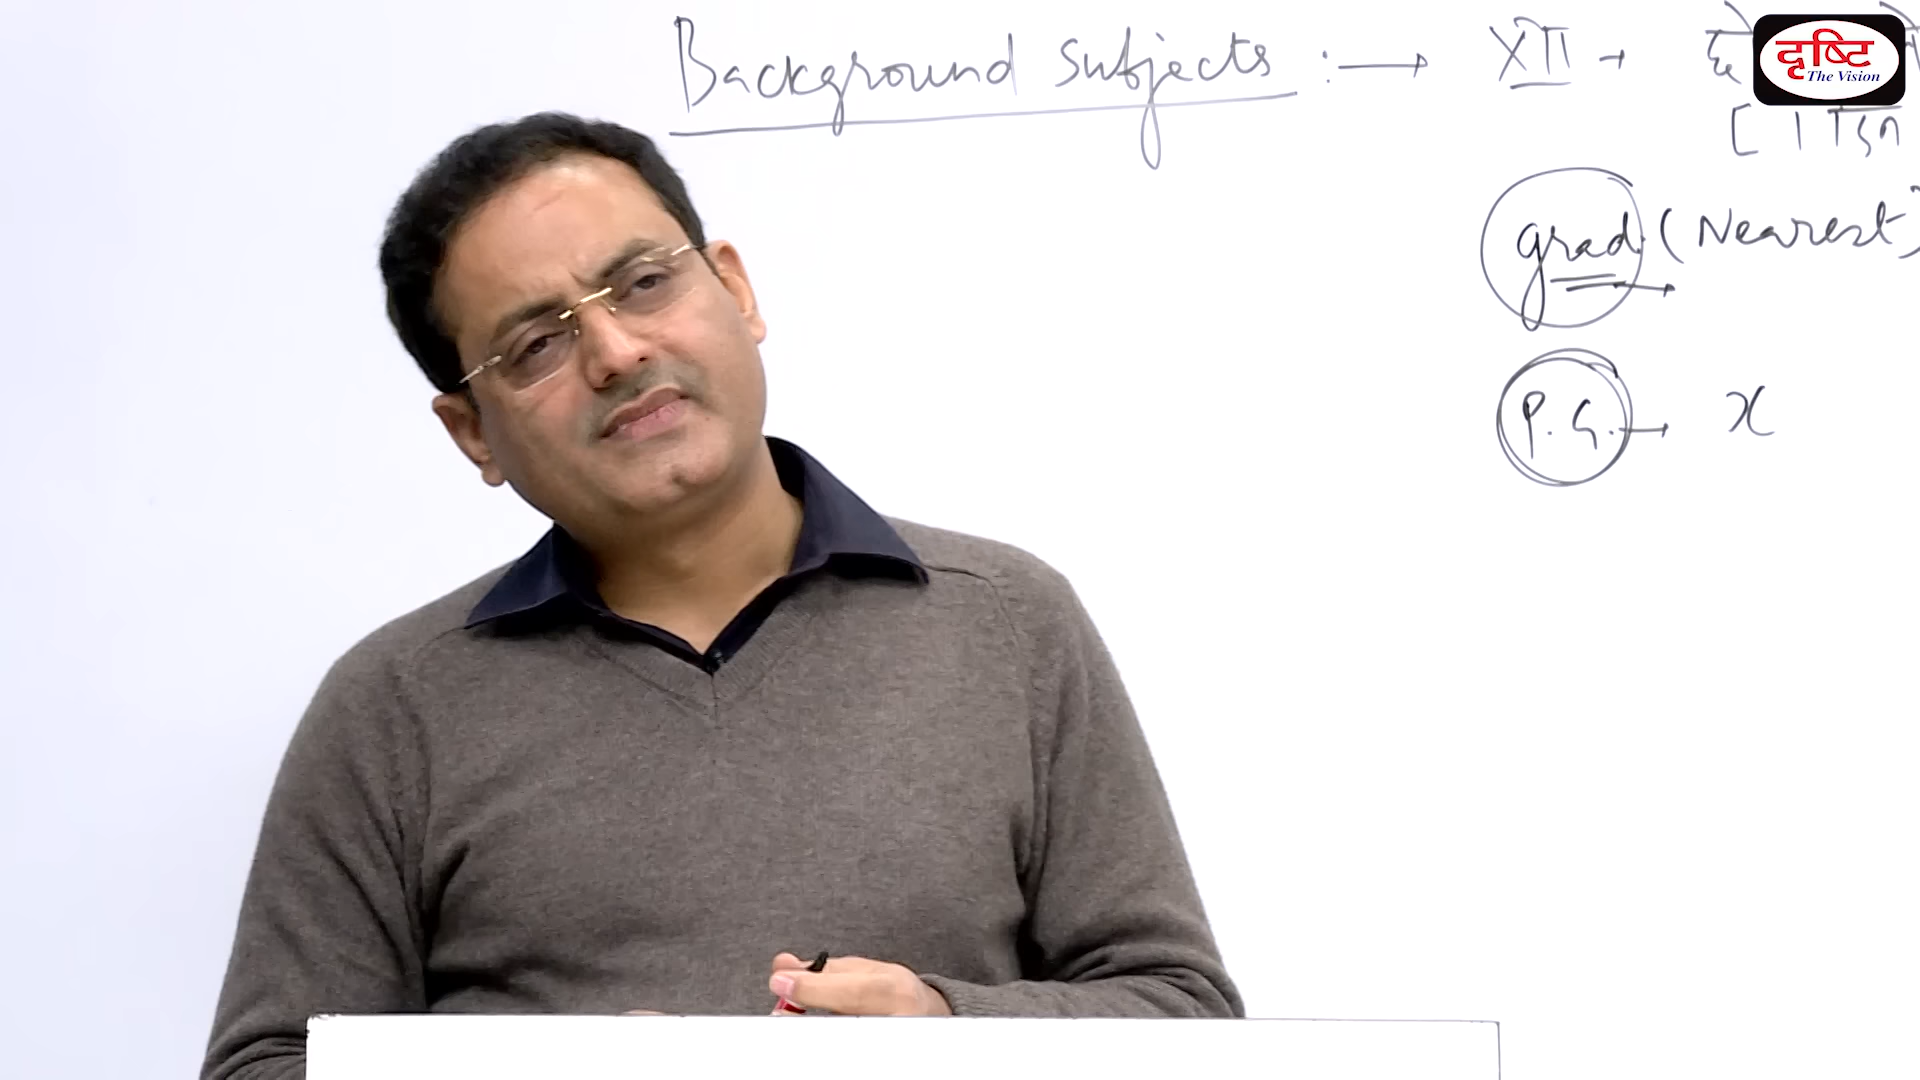 Background Subjects :→ XII →
दृष्टि
The Vision
grad. (Nearest)
P.G. → x